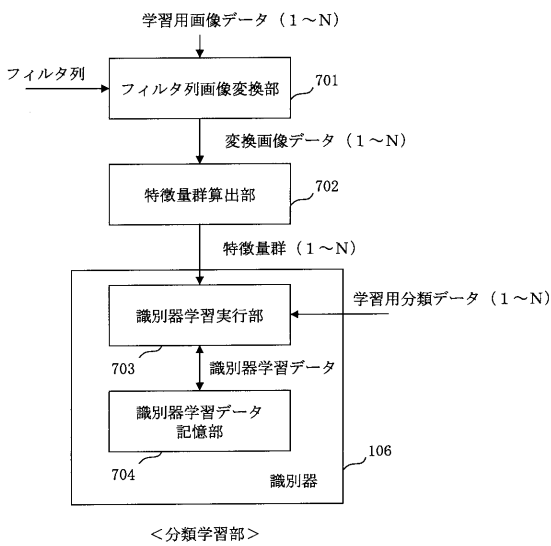 学習用画像データ（１～Ｎ）
フィルタ列
フィルタ列画像変換部
701
変換画像データ（１～Ｎ）
特徴量群算出部
702
特徴量群（１～Ｎ）
学習用分類データ（１～Ｎ）
識別器学習実行部
703
識別器学習データ
識別器学習データ
記憶部
704
106
識別器
＜分類学習部＞